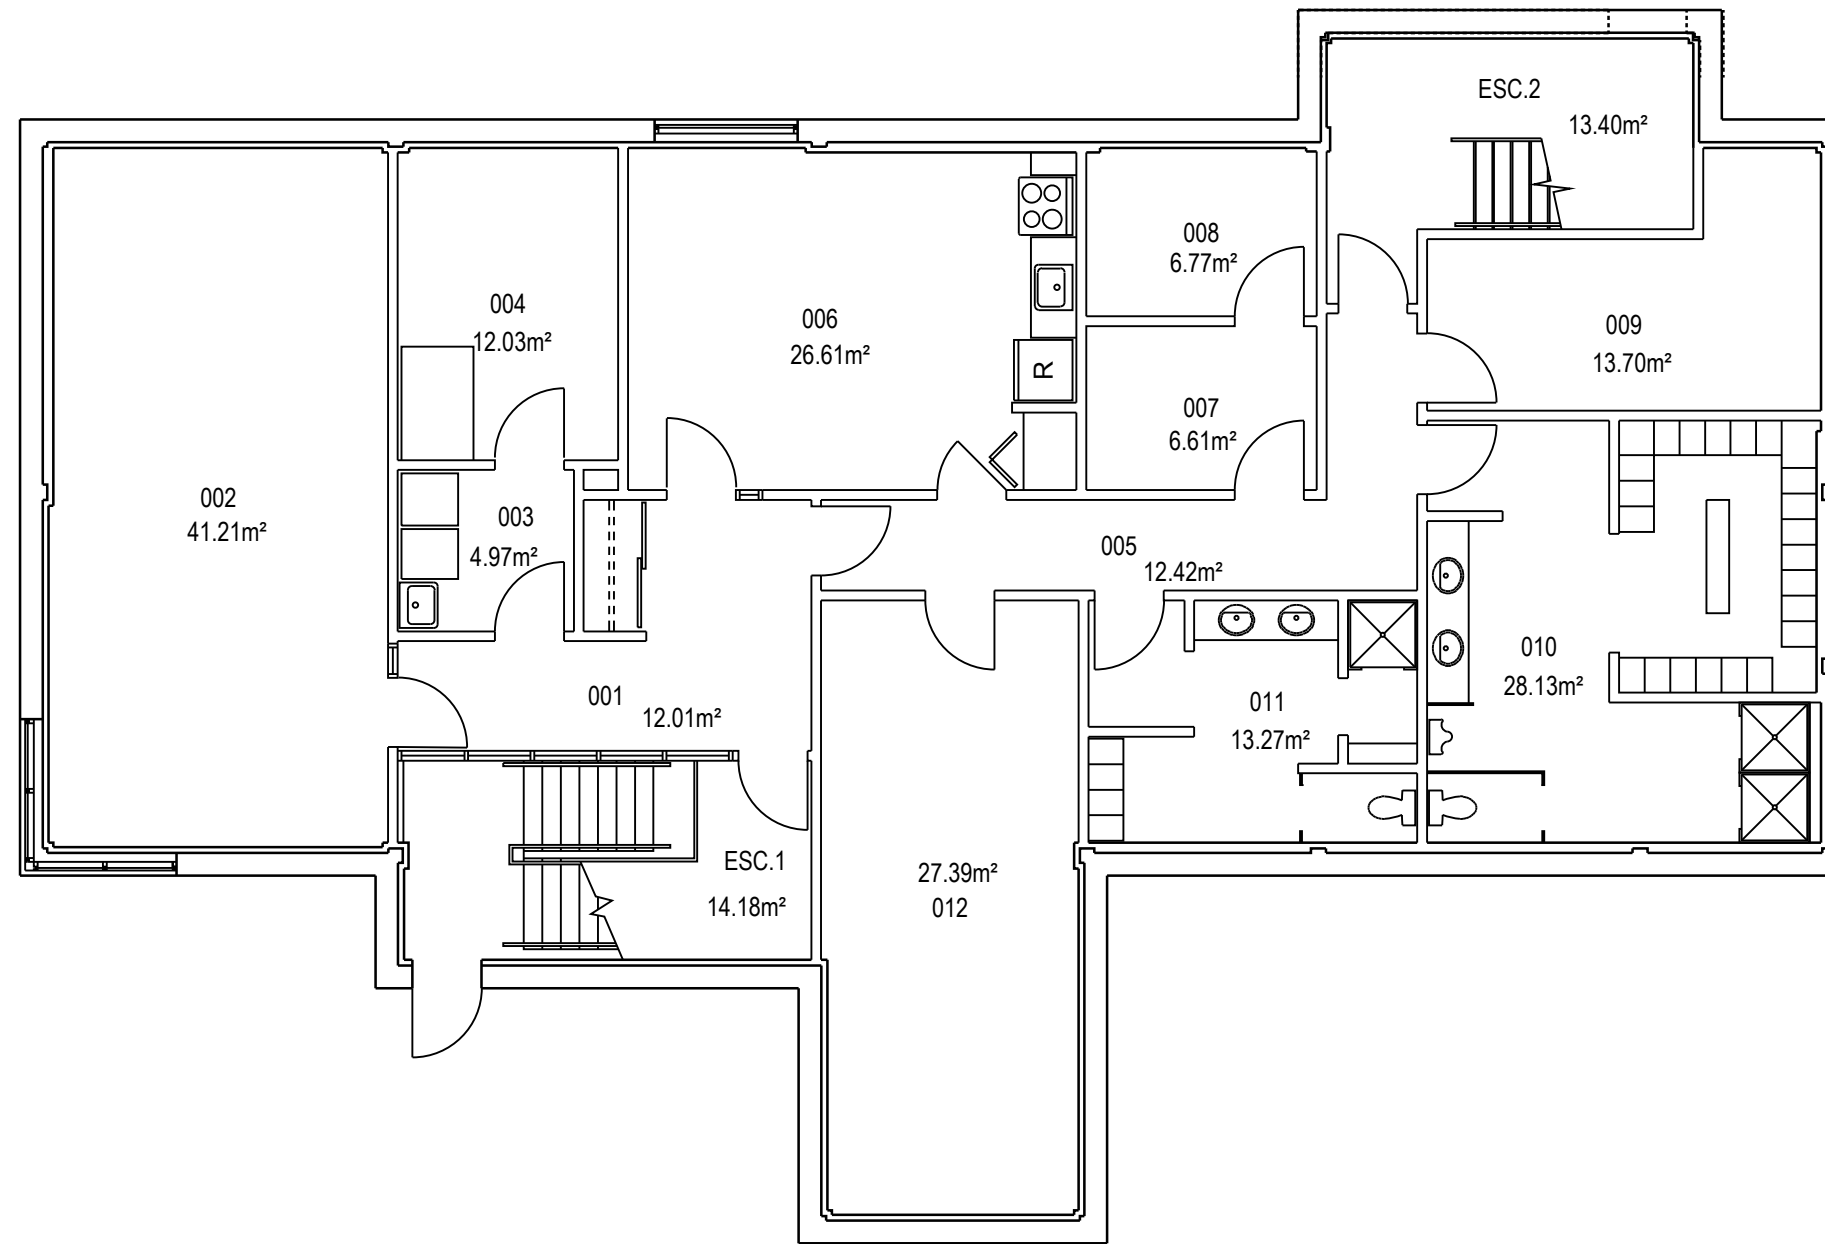 ESC.2
13.40m²
008
6.77m²
004
12.03m²
006
26.61m²
009
13.70m²
R
007
6.61m²
002
41.21m²
003
4.97m²
005
12.42m²
010
28.13m²
001
12.01m²
011
13.27m²
ESC.1
14.18m²
27.39m²
012